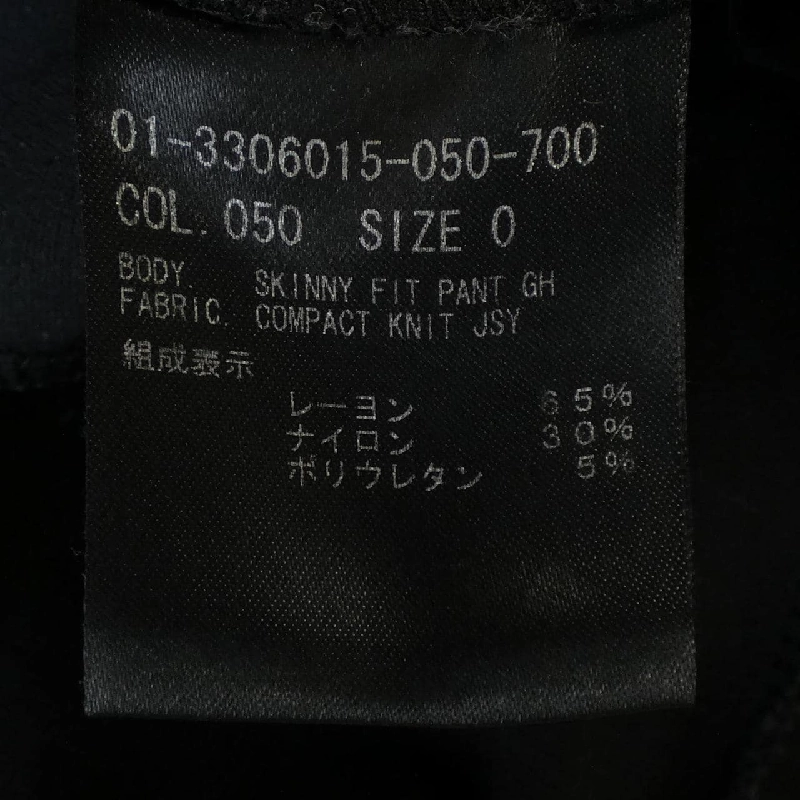 01-3306015-050-700
COL. 050 SIZE 0
BODY. SKINNY FIT PANT GH
FABRIC. COMPACT KNIT JSY
組成表示
レーヨン 65%
ナイロン 30%
ポリウレタン 5%